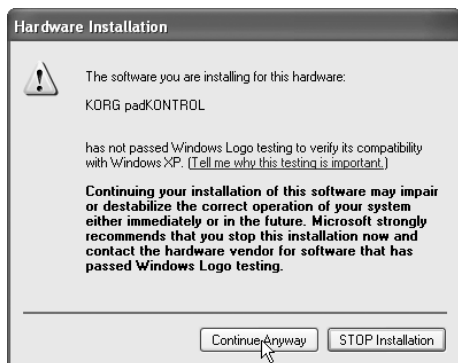 Hardware Installation
The software you are installing for this hardware:
KORG padKONTROL
has not passed Windows Logo testing to verify its compatibility
with Windows XP. (Tell me why this testing is important.)
Continuing your installation of this software may impair
or destabilize the correct operation of your system
either immediately or in the future. Microsoft strongly
recommends that you stop this installation now and
contact the hardware vendor for software that has
passed Windows Logo testing.
Continue Anyway STOP Installation